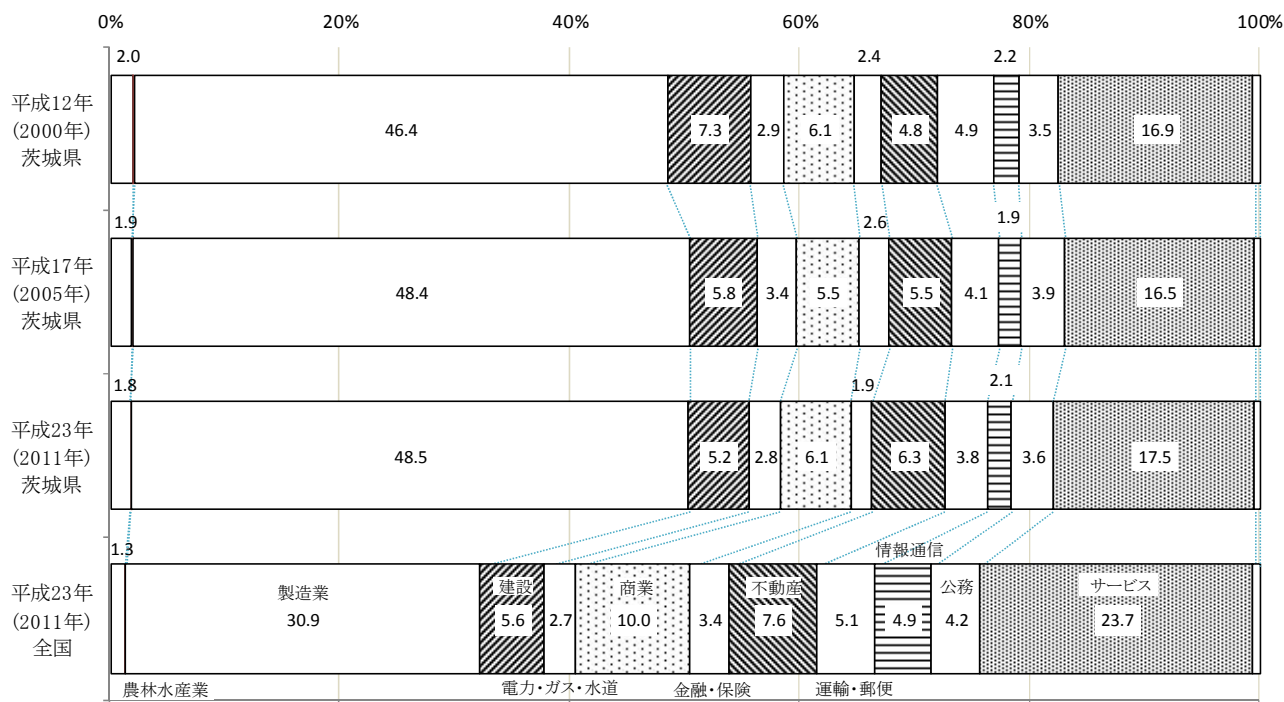 0% 20% 40% 60% 80% 100%
2.0 2.4 2.2
平成12年
(2000年)
茨城県
46.4 7.3 2.9 6.1 4.8 4.9 3.5 16.9
1.9 2.6 1.9
平成17年
(2005年)
茨城県
48.4 5.8 3.4 5.5 5.5 4.1 3.9 16.5
1.8 1.9 2.1
平成23年
(2011年)
茨城県
48.5 5.2 2.8 6.1 6.3 3.8 3.6 17.5
1.3 情報通信
平成23年
(2011年)
全国
製造業 建設 商業 不動産 公務 サービス
30.9 5.6 2.7 10.0 3.4 7.6 5.1 4.9 4.2 23.7
農林水産業 電力・ガス・水道 金融・保険 運輸・郵便